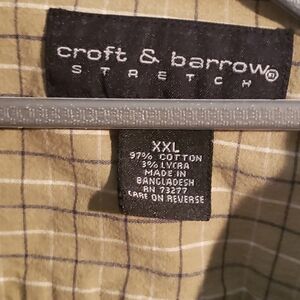 croft & barrow®
STRETCH
XXL
97% COTTON
3% LYCRA
MADE IN
BANGLADESH
RN 73277
CARE ON REVERSE